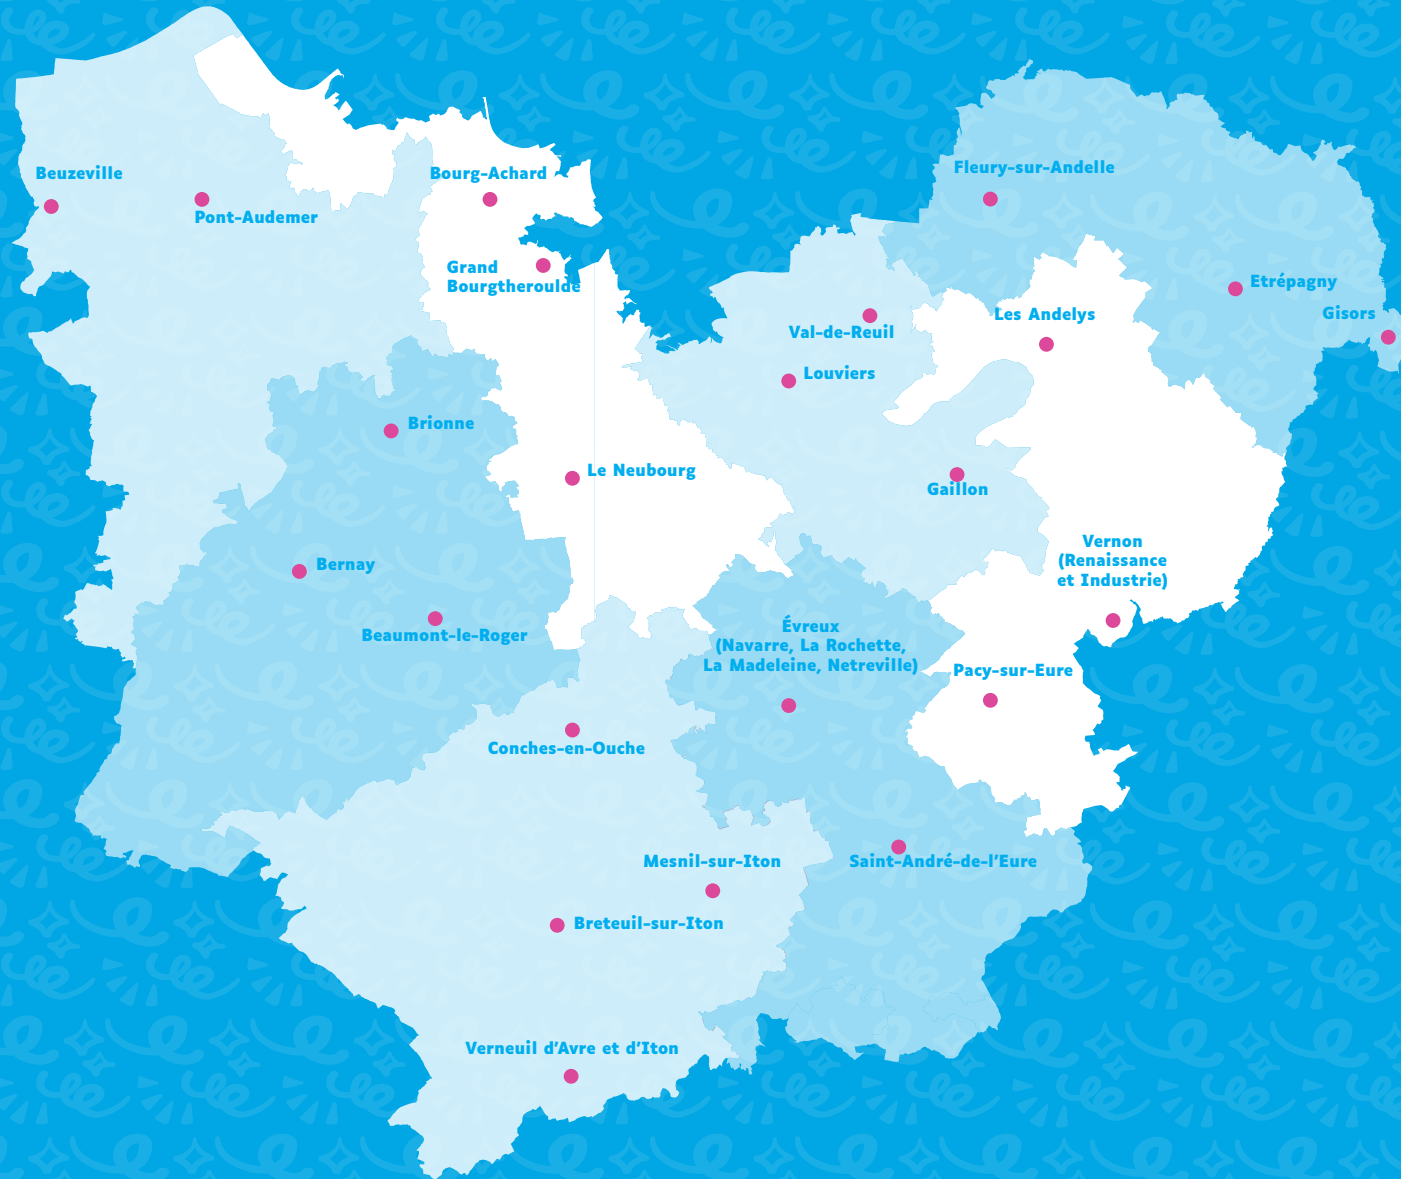 Fleury-sur-Andelle
Beuzeville
Bourg-Achard
Pont-Audemer
Grand
Bourgtheroulde
Etrépagny
Les Andelys
Gisors
Val-de-Reuil
Louviers
Brionne
Le Neubourg
Gaillon
Vernon
(Renaissance
et Industrie)
Bernay
Beaumont-le-Roger
Évreux
(Navarre, La Rochette,
La Madeleine, Netreville)
Pacy-sur-Eure
Conches-en-Ouche
Mesnil-sur-Iton
Saint-André-de-l'Eure
Breteuil-sur-Iton
Verneuil d'Avre et d'Iton